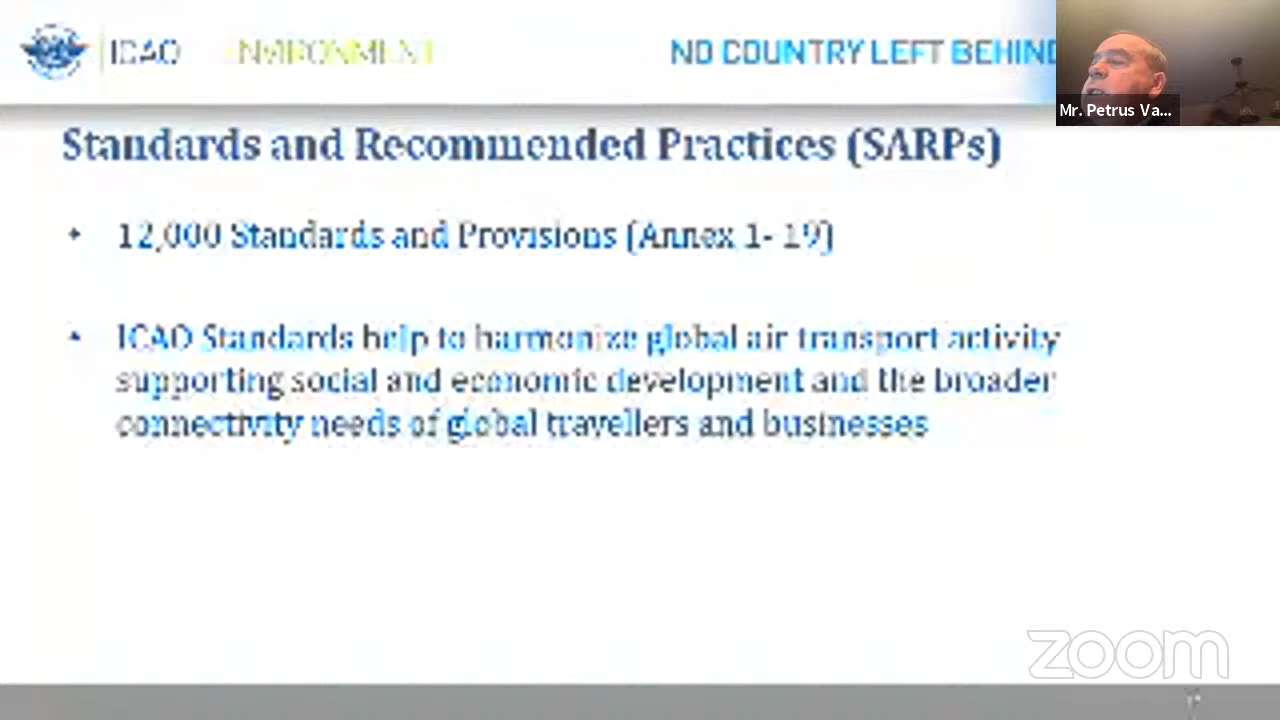 ICAO ENVIRONMENT NO COUNTRY LEFT BEHIND
Mr. Petrus Va...
Standards and Recommended Practices (SARPs)
• 12,000 Standards and Provisions (Annex 1- 19)
• ICAO Standards help to harmonize global air transport activity
supporting social and economic development and the broader
connectivity needs of global travellers and businesses
zoom